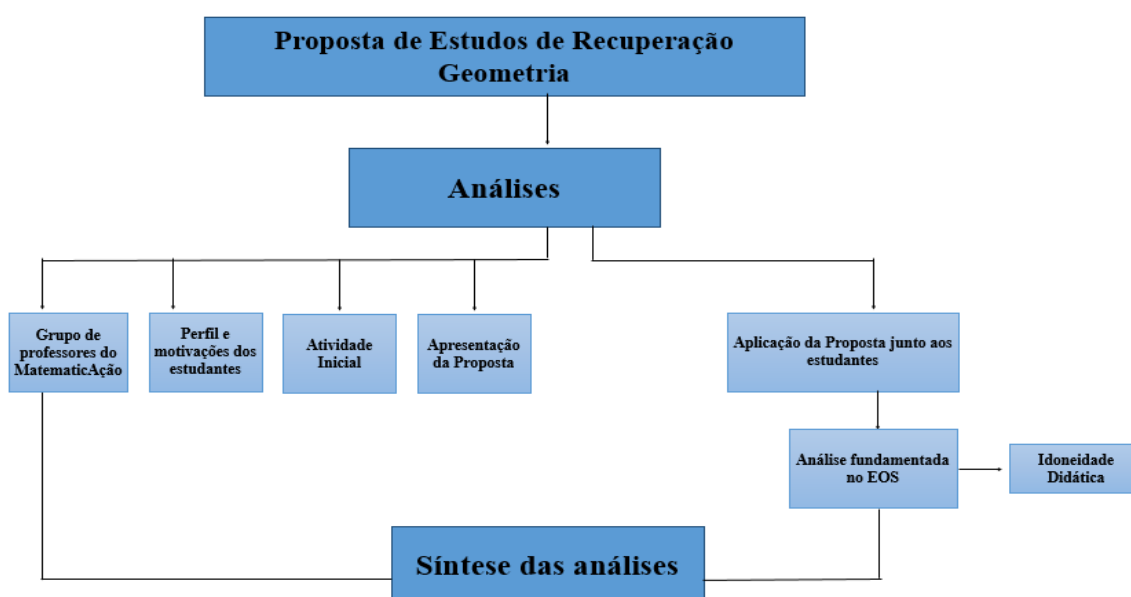 Proposta de Estudos de Recuperação
Geometria
Análises
Grupo de
professores do
MatematicAção
Perfil e
motivações dos
estudantes
Atividade
Inicial
Apresentação
da Proposta
Aplicação da Proposta junto aos
estudantes
Análise fundamentada
no EOS
Idoneidade
Didática
Síntese das análises